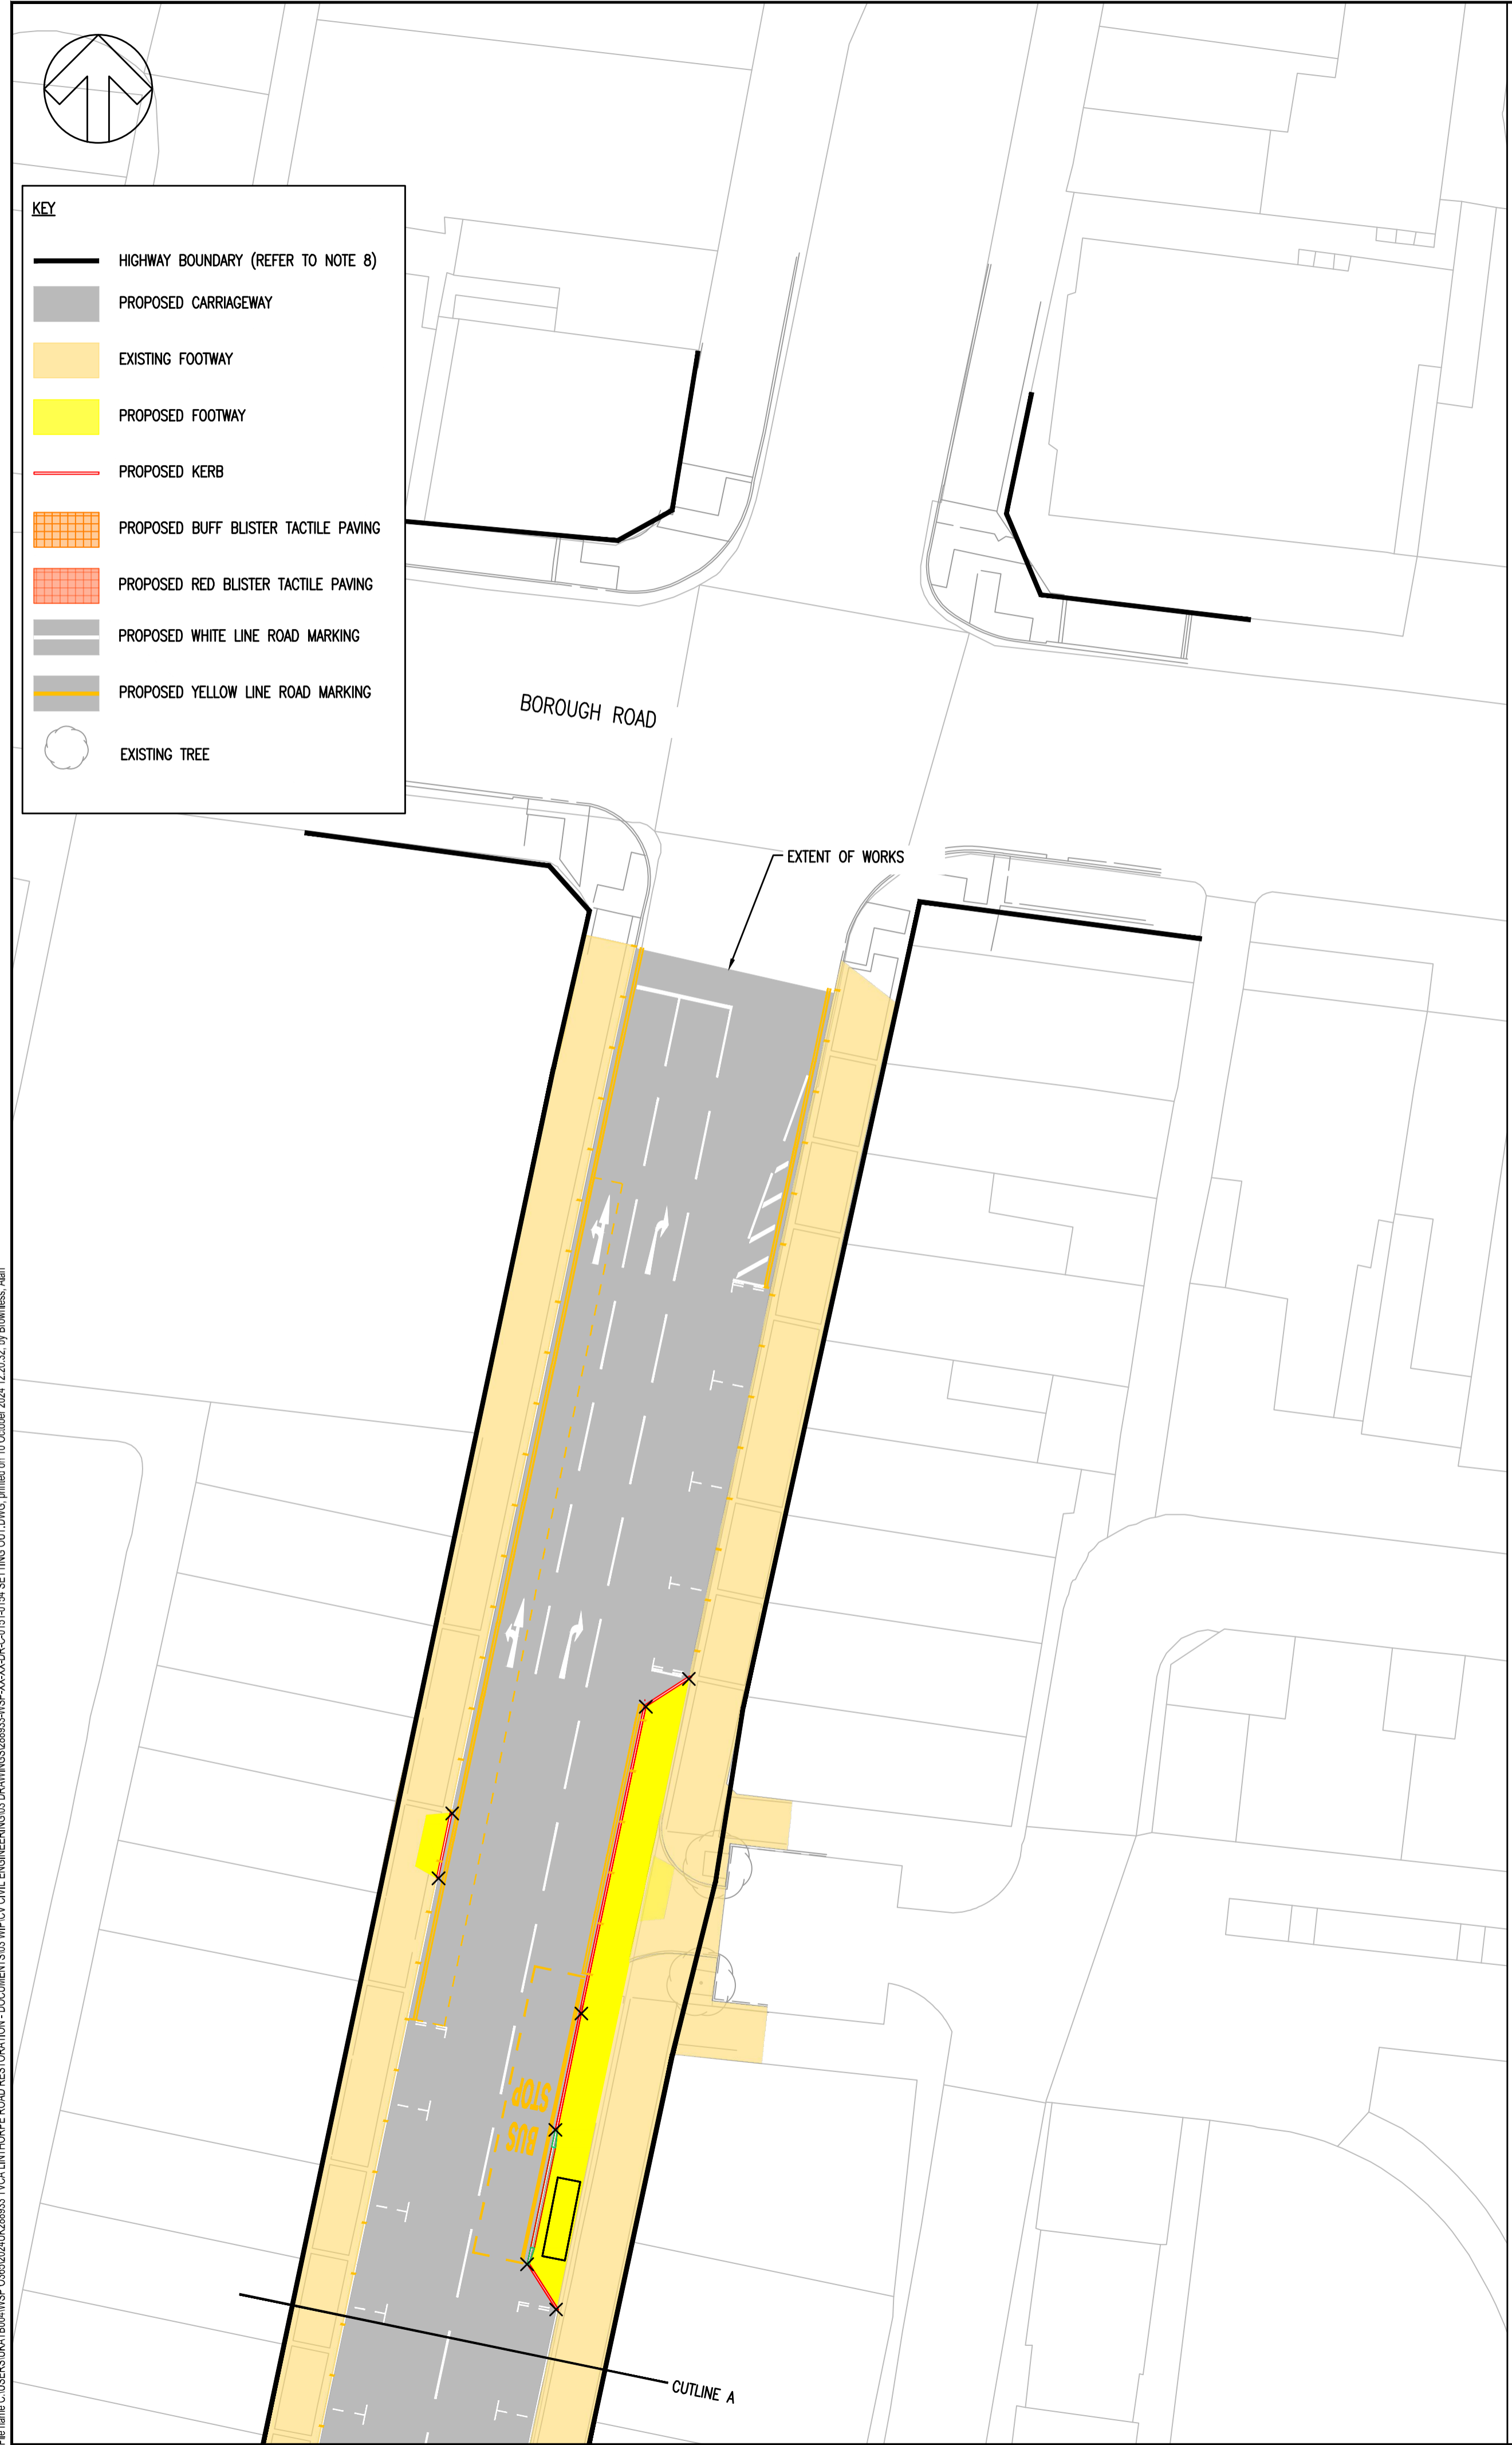 KEY
HIGHWAY BOUNDARY (REFER TO NOTE 8)
PROPOSED CARRIAGEWAY
EXISTING FOOTWAY
PROPOSED FOOTWAY
PROPOSED KERB
PROPOSED BUFF BLISTER TACTILE PAVING
PROPOSED RED BLISTER TACTILE PAVING
PROPOSED WHITE LINE ROAD MARKING
PROPOSED YELLOW LINE ROAD MARKING
EXISTING TREE
BOROUGH ROAD
EXTENT OF WORKS
BUS
STOP
CUTLINE A